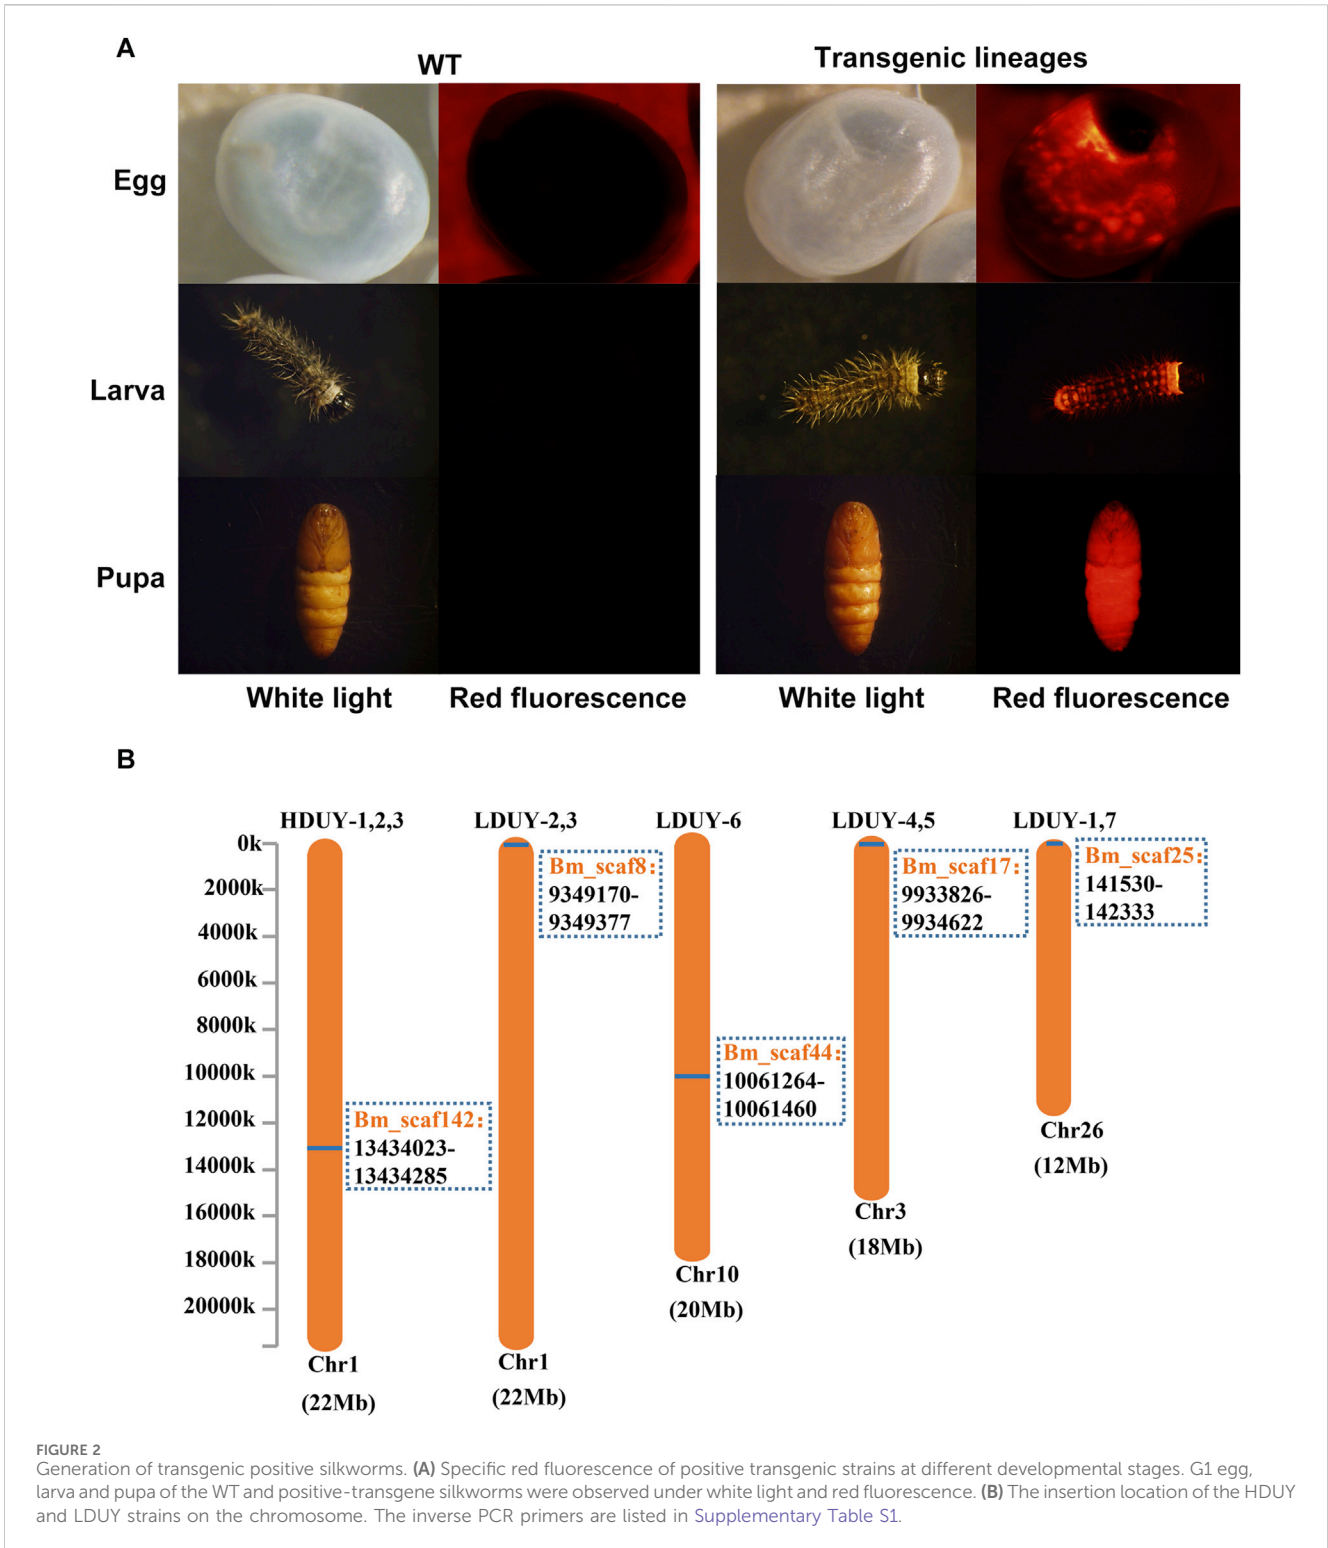 A
WT
Transgenic lineages
Egg
Larva
Pupa
White light
Red fluorescence
White light
Red fluorescence
B
HDUY-1,2,3
LDUY-2,3
LDUY-6
LDUY-4,5
LDUY-1,7
0k
2000k
4000k
6000k
8000k
10000k
12000k
14000k
16000k
18000k
20000k
Bm_scaf142:
13434023-
13434285
Bm_scaf8:
9349170-
9349377
Bm_scaf44:
10061264-
10061460
Bm_scaf17:
9933826-
9934622
Bm_scaf25:
141530-
142333
Chr1
(22Mb)
Chr1
(22Mb)
Chr10
(20Mb)
Chr3
(18Mb)
Chr26
(12Mb)
FIGURE 2
Generation of transgenic positive silkworms. (A) Specific red fluorescence of positive transgenic strains at different developmental stages. G1 egg,
larva and pupa of the WT and positive-transgene silkworms were observed under white light and red fluorescence. (B) The insertion location of the HDUY
and LDUY strains on the chromosome. The inverse PCR primers are listed in Supplementary Table S1.